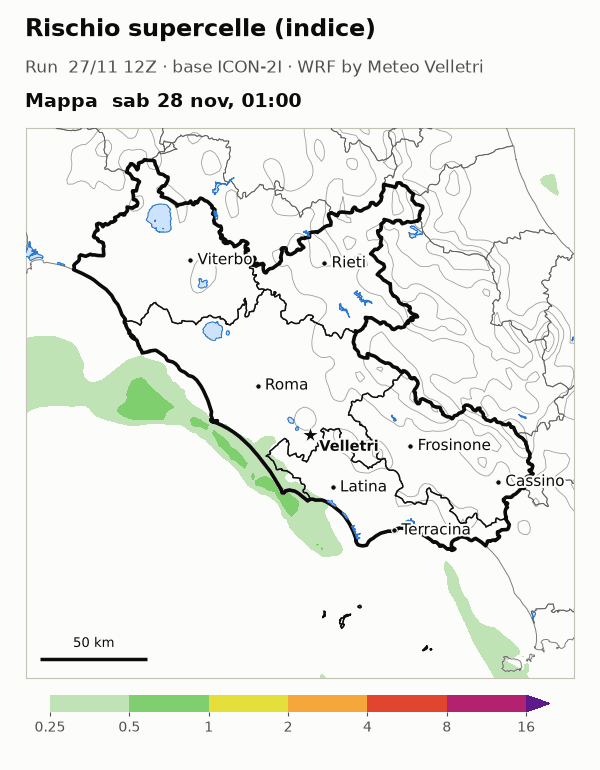 Rischio supercelle (indice)
Run 27/11 12Z · base ICON-2I · WRF by Meteo Velletri
Mappa sab 28 nov, 01:00
Viterbo
Rieti
Roma
Velletri
Frosinone
Cassino
Latina
Terracina
50 km
0.25 0.5 1 2 4 8 16